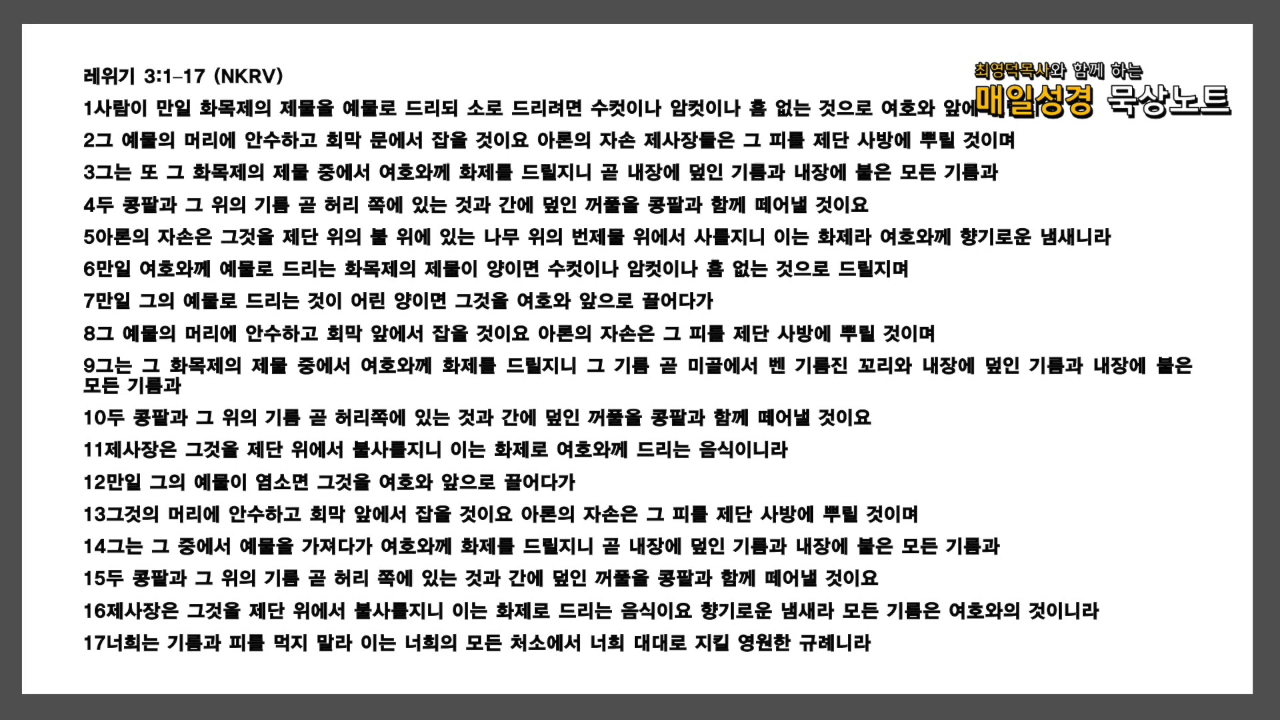 레위기 3:1–17 (NKRV)
최영덕목사와 함께 하는
매일성경 묵상노트
1사람이 만일 화목제의 제물을 예물로 드리되 소로 드리려면 수컷이나 암컷이나 흠 없는 것으로 여호와 앞에
2그 예물의 머리에 안수하고 회막 문에서 잡을 것이요 아론의 자손 제사장들은 그 피를 제단 사방에 뿌릴 것이며
3그는 또 그 화목제의 제물 중에서 여호와께 화제를 드릴지니 곧 내장에 덮인 기름과 내장에 붙은 모든 기름과
4두 콩팥과 그 위의 기름 곧 허리 쪽에 있는 것과 간에 덮인 꺼풀을 콩팥과 함께 떼어낼 것이요
5아론의 자손은 그것을 제단 위의 불 위에 있는 나무 위의 번제물 위에서 사를지니 이는 화제라 여호와께 향기로운 냄새니라
6만일 여호와께 예물로 드리는 화목제의 제물이 양이면 수컷이나 암컷이나 흠 없는 것으로 드릴지며
7만일 그의 예물로 드리는 것이 어린 양이면 그것을 여호와 앞으로 끌어다가
8그 예물의 머리에 안수하고 회막 앞에서 잡을 것이요 아론의 자손은 그 피를 제단 사방에 뿌릴 것이며
9그는 그 화목제의 제물 중에서 여호와께 화제를 드릴지니 그 기름 곧 미골에서 벤 기름진 꼬리와 내장에 덮인 기름과 내장에 붙은
모든 기름과
10두 콩팥과 그 위의 기름 곧 허리쪽에 있는 것과 간에 덮인 꺼풀을 콩팥과 함께 떼어낼 것이요
11제사장은 그것을 제단 위에서 불사를지니 이는 화제로 여호와께 드리는 음식이니라
12만일 그의 예물이 염소면 그것을 여호와 앞으로 끌어다가
13그것의 머리에 안수하고 회막 앞에서 잡을 것이요 아론의 자손은 그 피를 제단 사방에 뿌릴 것이며
14그는 그 중에서 예물을 가져다가 여호와께 화제를 드릴지니 곧 내장에 덮인 기름과 내장에 붙은 모든 기름과
15두 콩팥과 그 위의 기름 곧 허리 쪽에 있는 것과 간에 덮인 꺼풀을 콩팥과 함께 떼어낼 것이요
16제사장은 그것을 제단 위에서 불사를지니 이는 화제로 드리는 음식이요 향기로운 냄새라 모든 기름은 여호와의 것이니라
17너희는 기름과 피를 먹지 말라 이는 너희의 모든 처소에서 너희 대대로 지킬 영원한 규례니라